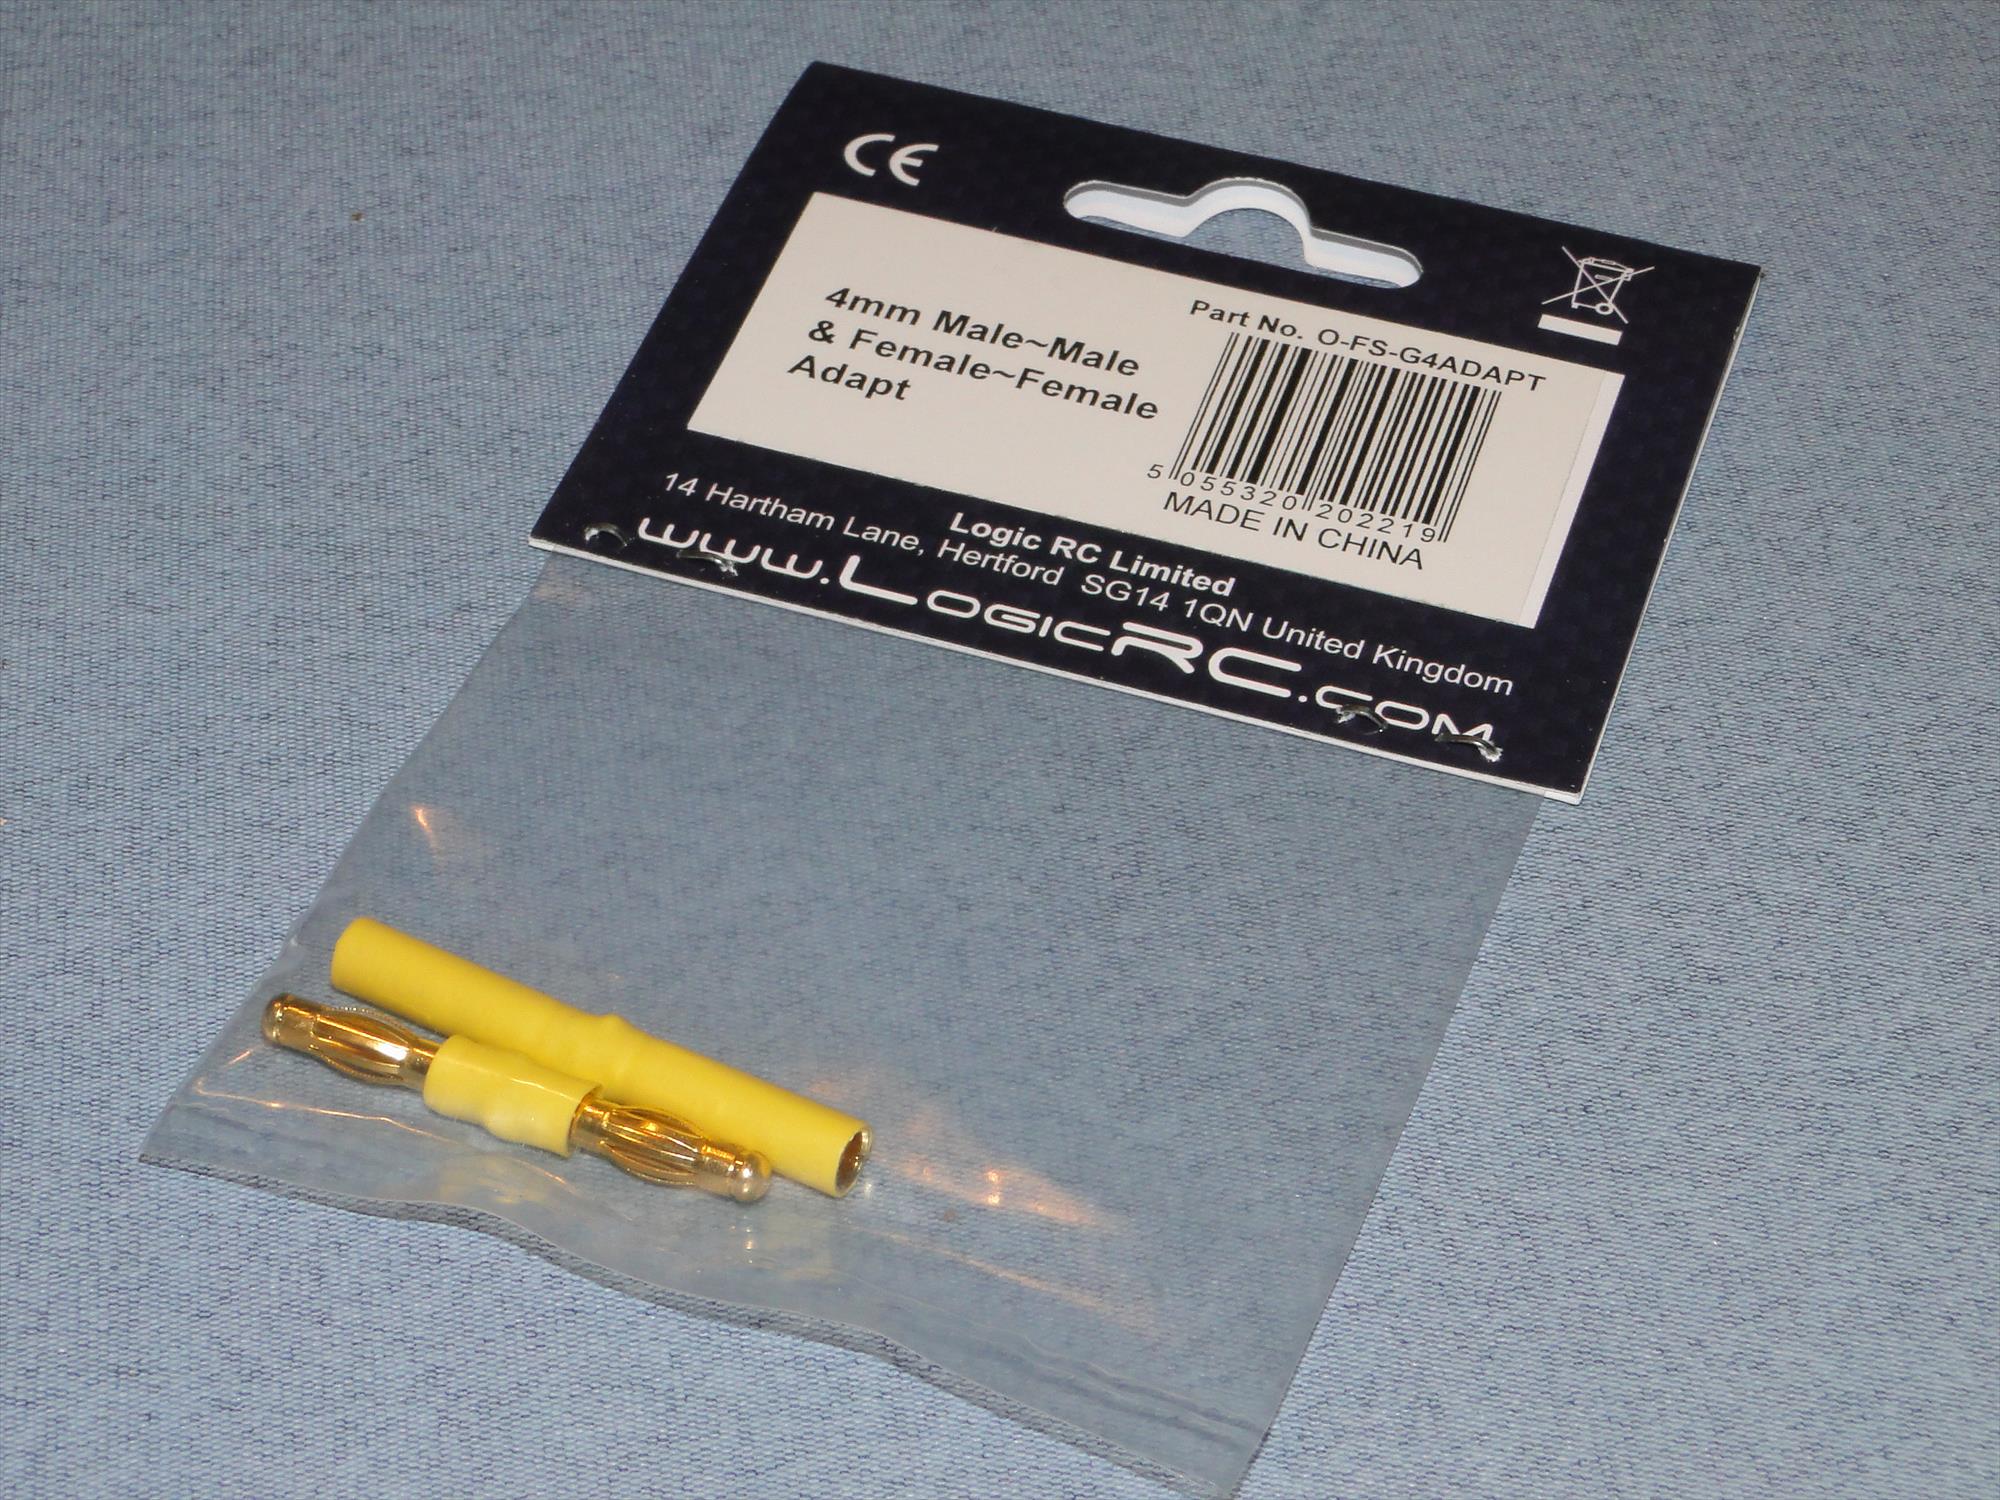 CE
4mm Male~Male
& Female~Female
Adapt
Part No. O-FS-G4ADAPT
5 055320 202219
MADE IN CHINA
Logic RC Limited
14 Hartham Lane, Hertford SG14 1QN United Kingdom
www.LogicRC.com